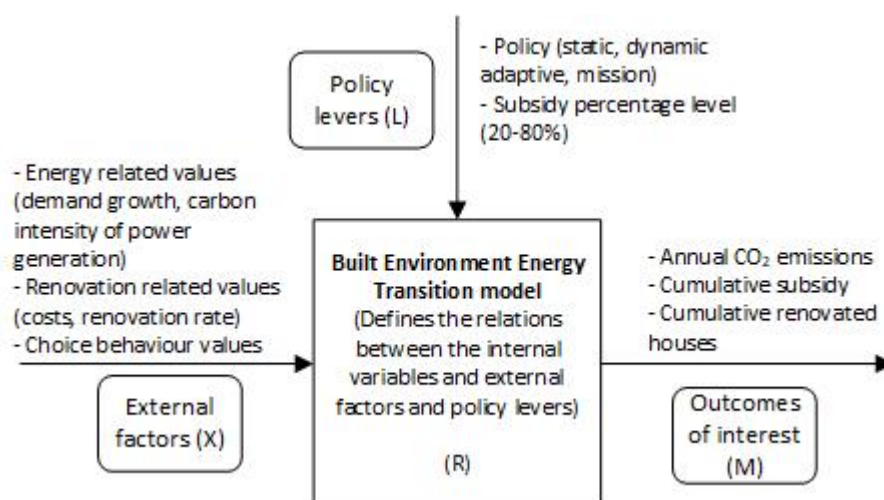 Policy
levers (L)
- Policy (static, dynamic
adaptive, mission)
- Subsidy percentage level
(20-80%)
- Energy related values
(demand growth, carbon
intensity of power
generation)
- Renovation related values
(costs, renovation rate)
- Choice behaviour values
External
factors (X)
Built Environment Energy
Transition model
(Defines the relations
between the internal
variables and external
factors and policy levers)
(R)
- Annual CO₂ emissions
- Cumulative subsidy
- Cumulative renovated
houses
Outcomes
of interest
(M)